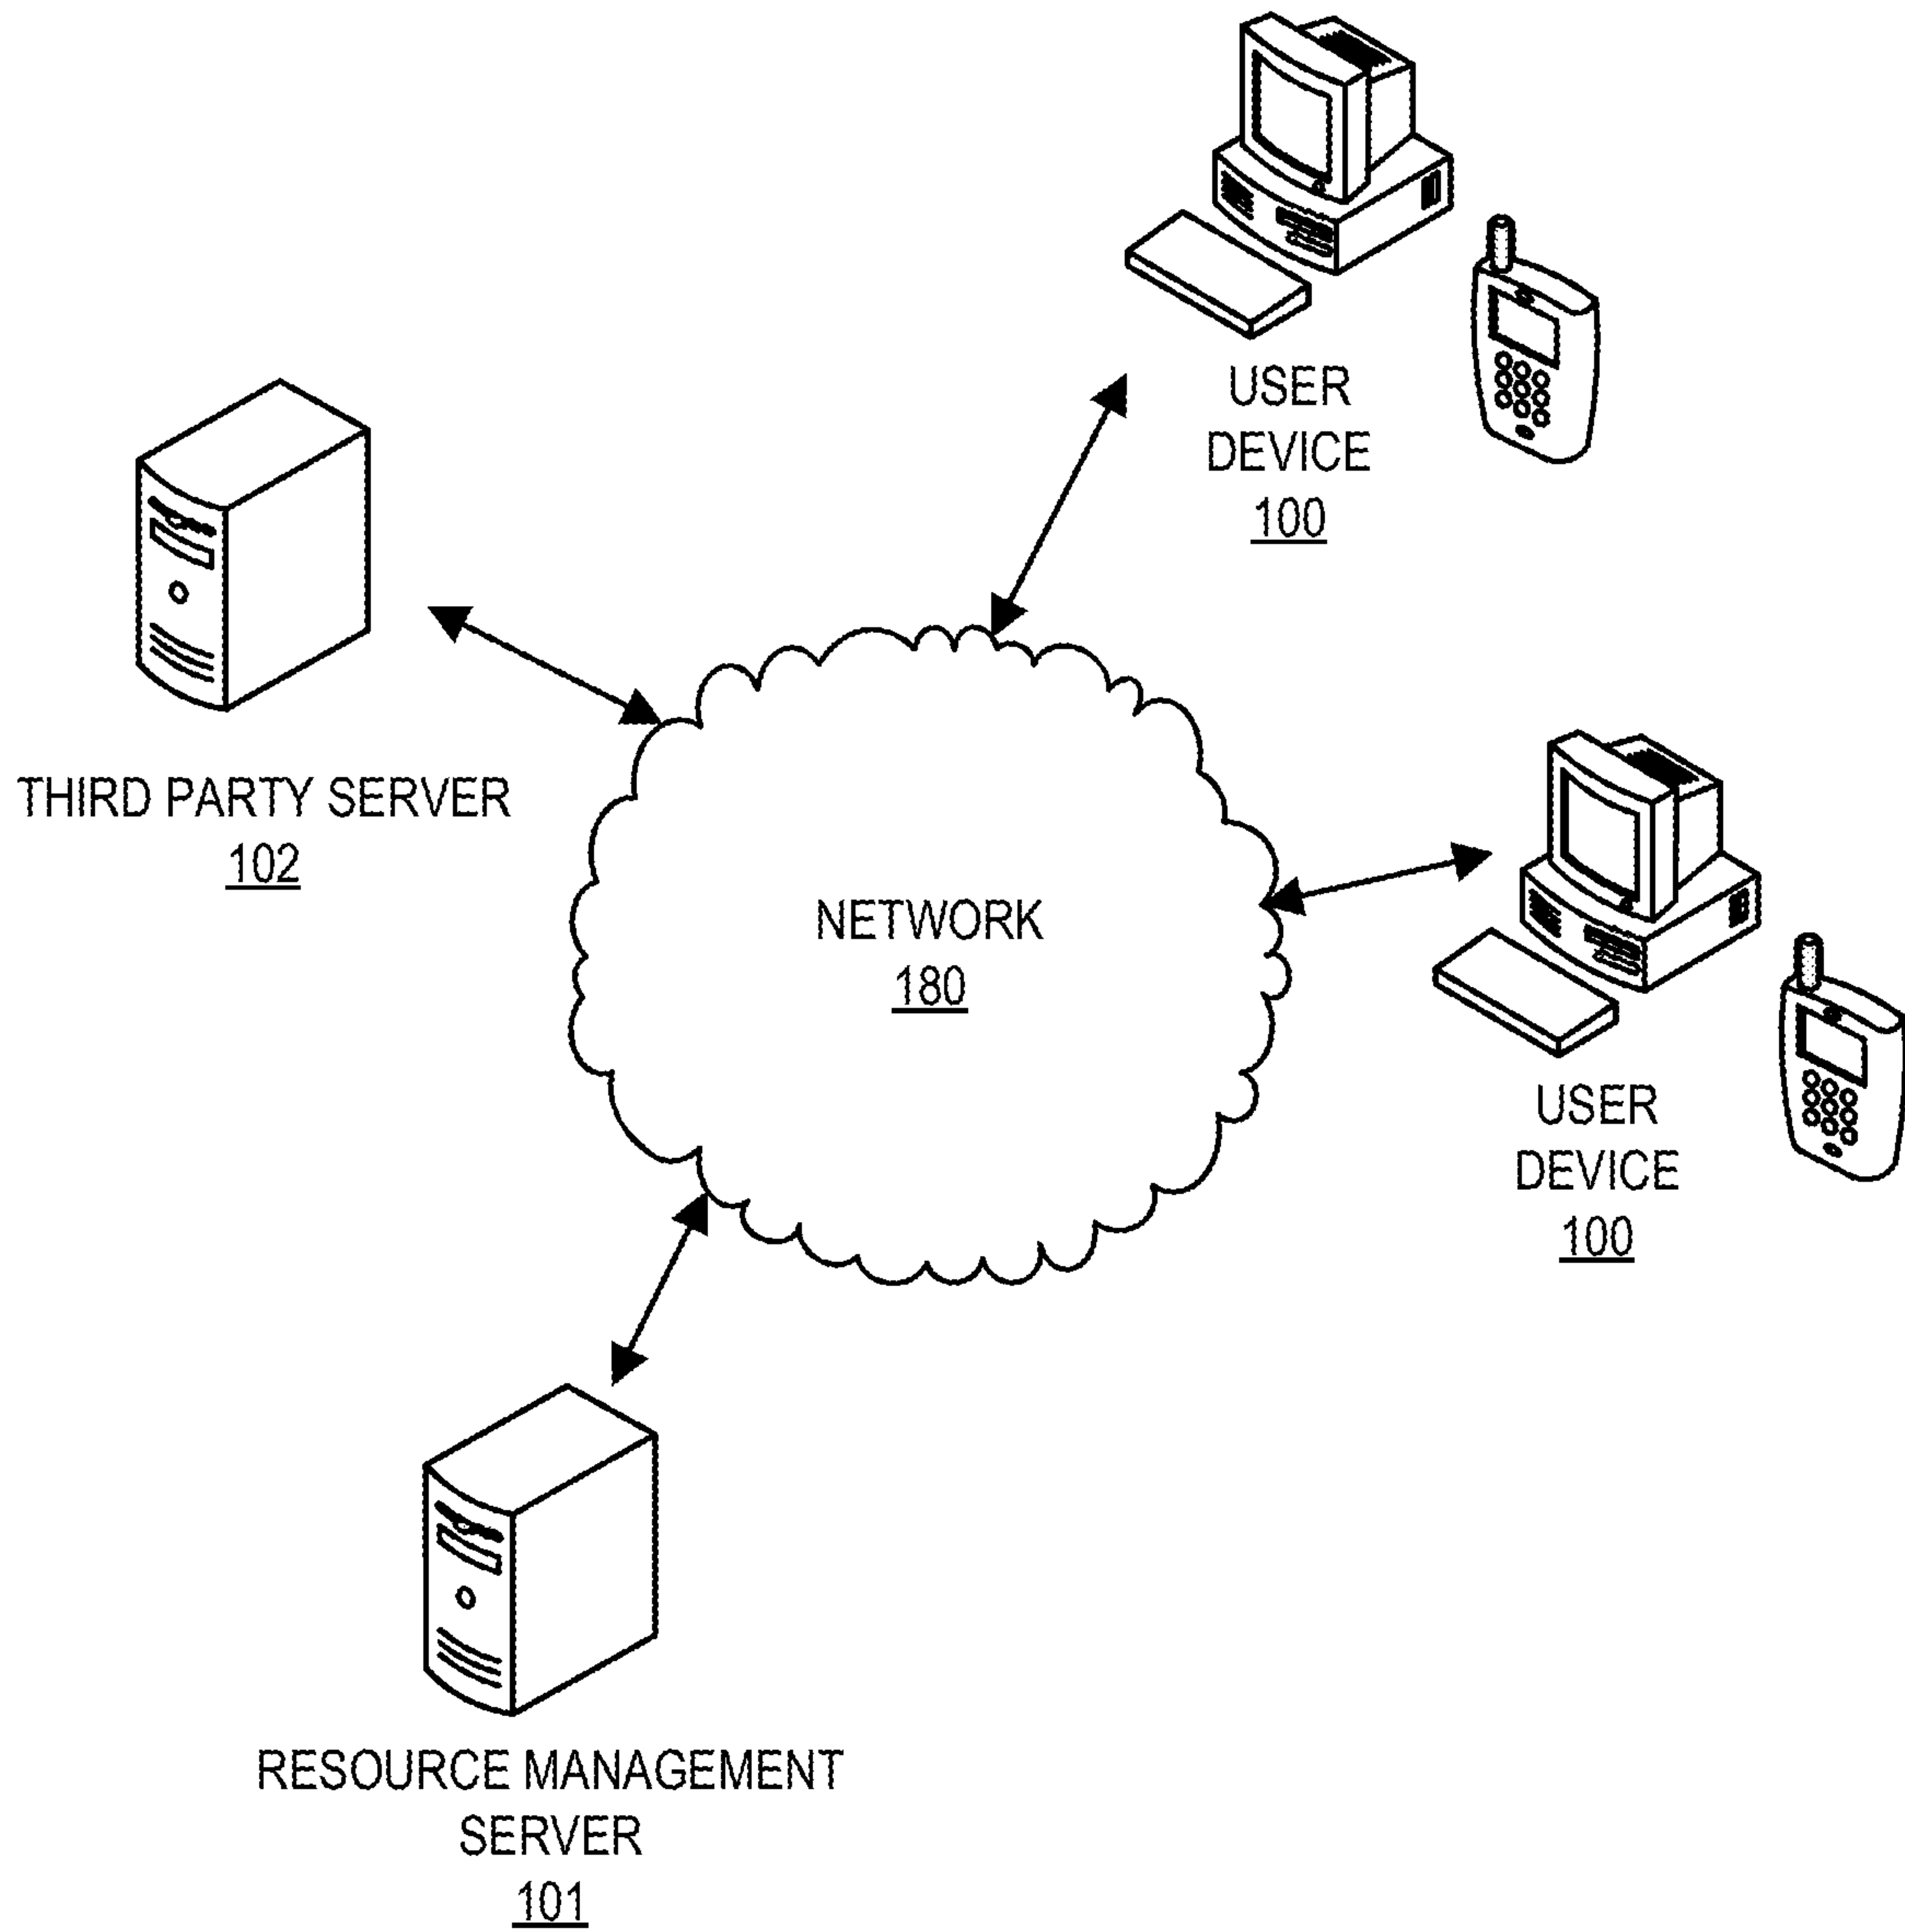 USER
DEVICE
100
THIRD PARTY SERVER
102
NETWORK
180
USER
DEVICE
100
RESOURCE MANAGEMENT
SERVER
101